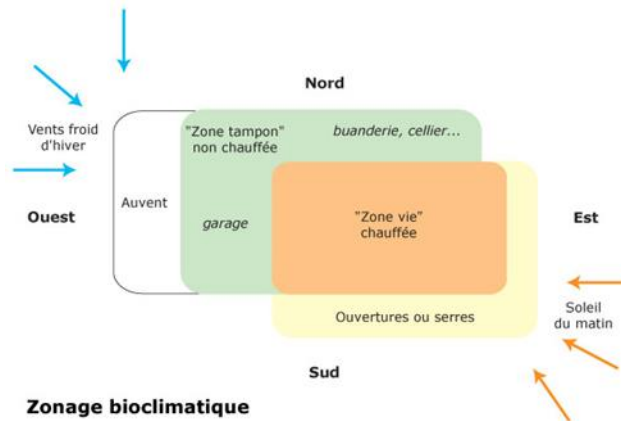 Nord
Vents froid
d'hiver
"Zone tampon"
non chauffée
buanderie, cellier...
Auvent
Ouest
garage
"Zone vie"
chauffée
Est
Ouvertures ou serres
Soleil
du matin
Sud
Zonage bioclimatique